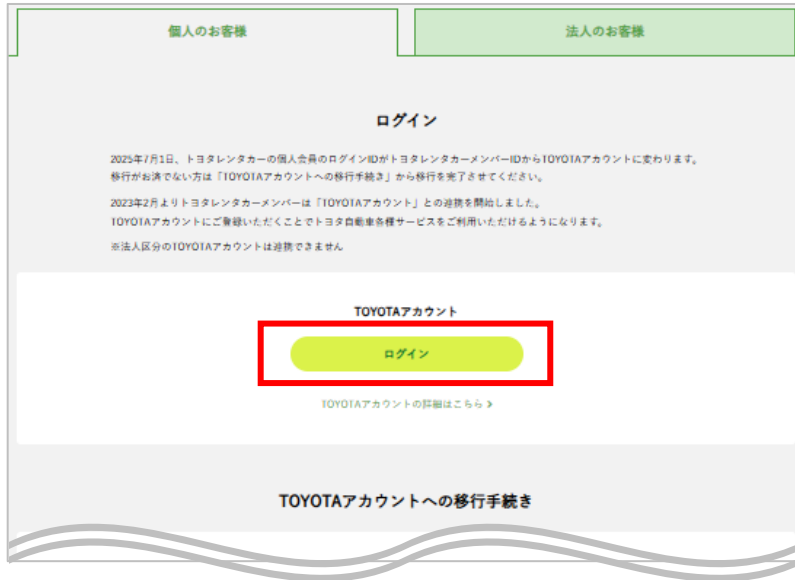 個人のお客様
法人のお客様
ログイン
2025年7月1日、トヨタレンタカーの個人会員のログインIDがトヨタレンタカーメンバーIDからTOYOTAアカウントに変わります。
移行がお済でない方は「TOYOTAアカウントへの移行手続き」から移行を完了させてください。
2023年2月よりトヨタレンタカーメンバーは「TOYOTAアカウント」との連携を開始しました。
TOYOTAアカウントにご登録いただくことでトヨタ自動車各種サービスをご利用いただけるようになります。
※法人区分のTOYOTAアカウントは連携できません
TOYOTAアカウント
ログイン
TOYOTAアカウントの詳細はこちら
TOYOTAアカウントへの移行手続き